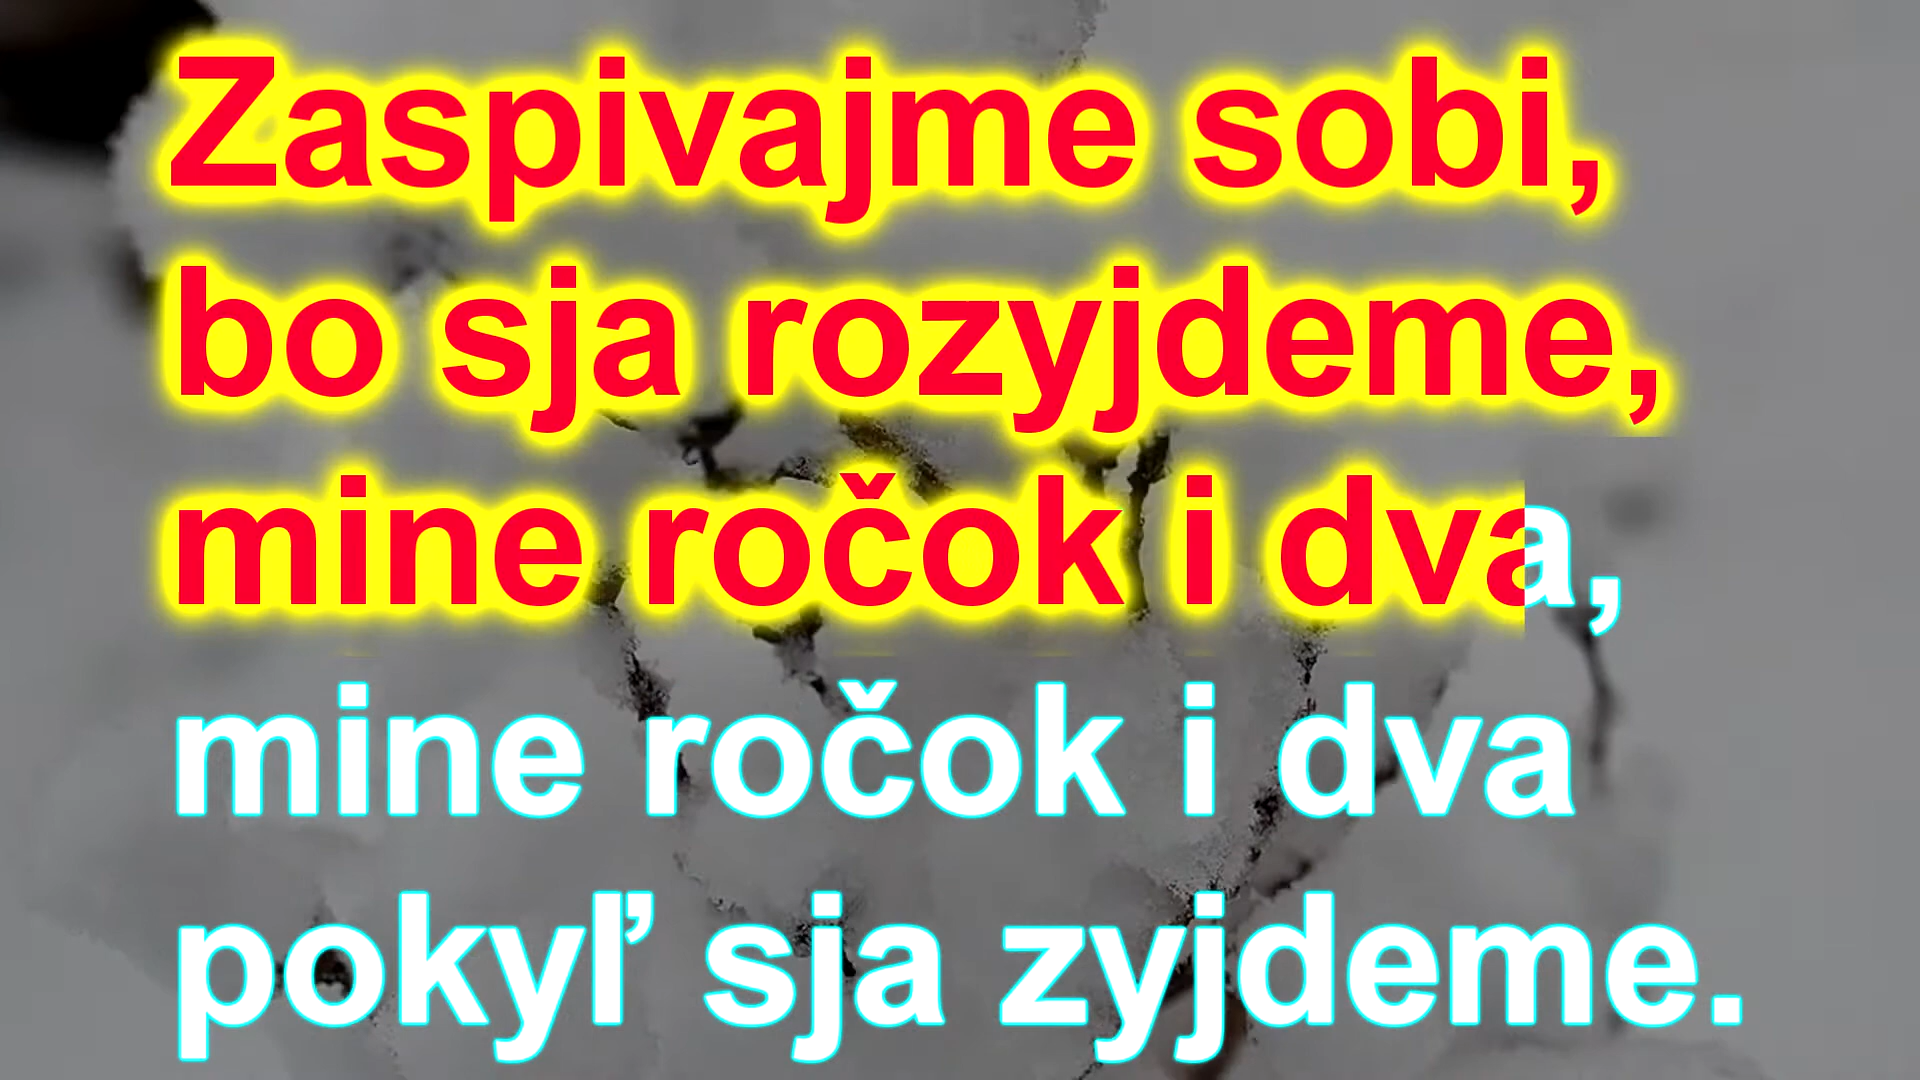 Zaspivajme sobi,
bo sja rozyjdeme,
mine ročok i dva,
mine ročok i dva
pokyľ sja zyjdeme.